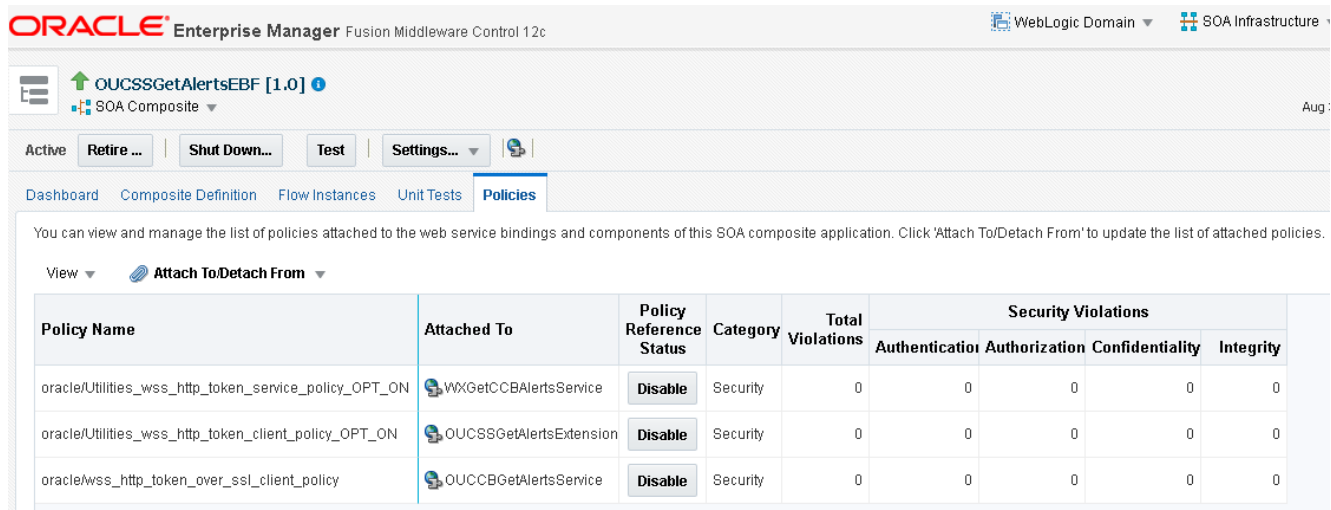 ORACLE Enterprise Manager Fusion Middleware Control 12c WebLogic Domain SOA Infrastructure
OUCSSGetAlertsEBF [1.0]
SOA Composite Aug
Active Retire ... Shut Down... Test Settings...
Dashboard Composite Definition Flow Instances Unit Tests Policies
You can view and manage the list of policies attached to the web service bindings and components of this SOA composite application. Click 'Attach To/Detach From' to update the list of attached policies.
View Attach To/Detach From
Policy Name Attached To Policy Reference Status Category Total Violations Security Violations
Authentication Authorization Confidentiality Integrity
oracle/Utilities_wss_http_token_service_policy_OPT_ON WXGetCCBAlertsService Disable Security 0 0 0 0 0
oracle/Utilities_wss_http_token_client_policy_OPT_ON OUCSSGetAlertsExtension Disable Security 0 0 0 0 0
oracle/wss_http_token_over_ssl_client_policy OUCCBGetAlertsService Disable Security 0 0 0 0 0